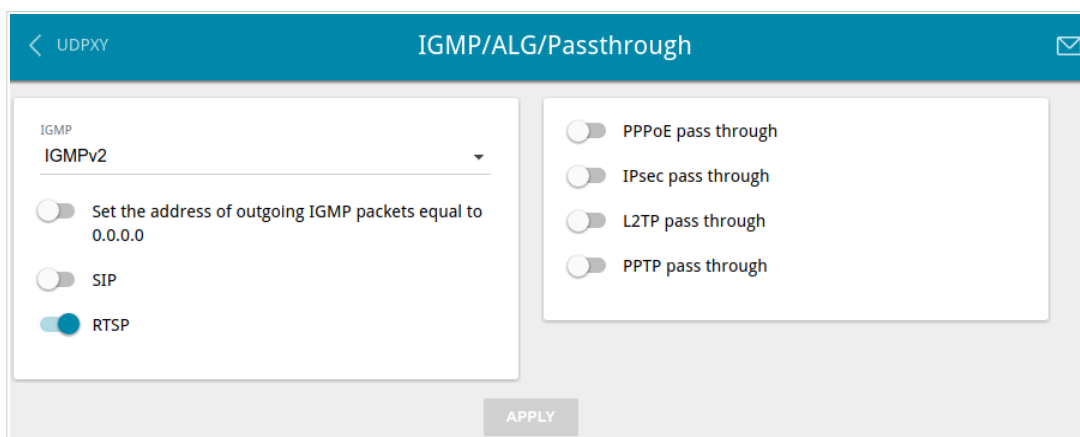 UDPXY
IGMP/ALG/Passthrough
IGMP
IGMPv2
Set the address of outgoing IGMP packets equal to
0.0.0.0
SIP
RTSP
PPPoE pass through
IPsec pass through
L2TP pass through
PPTP pass through
APPLY